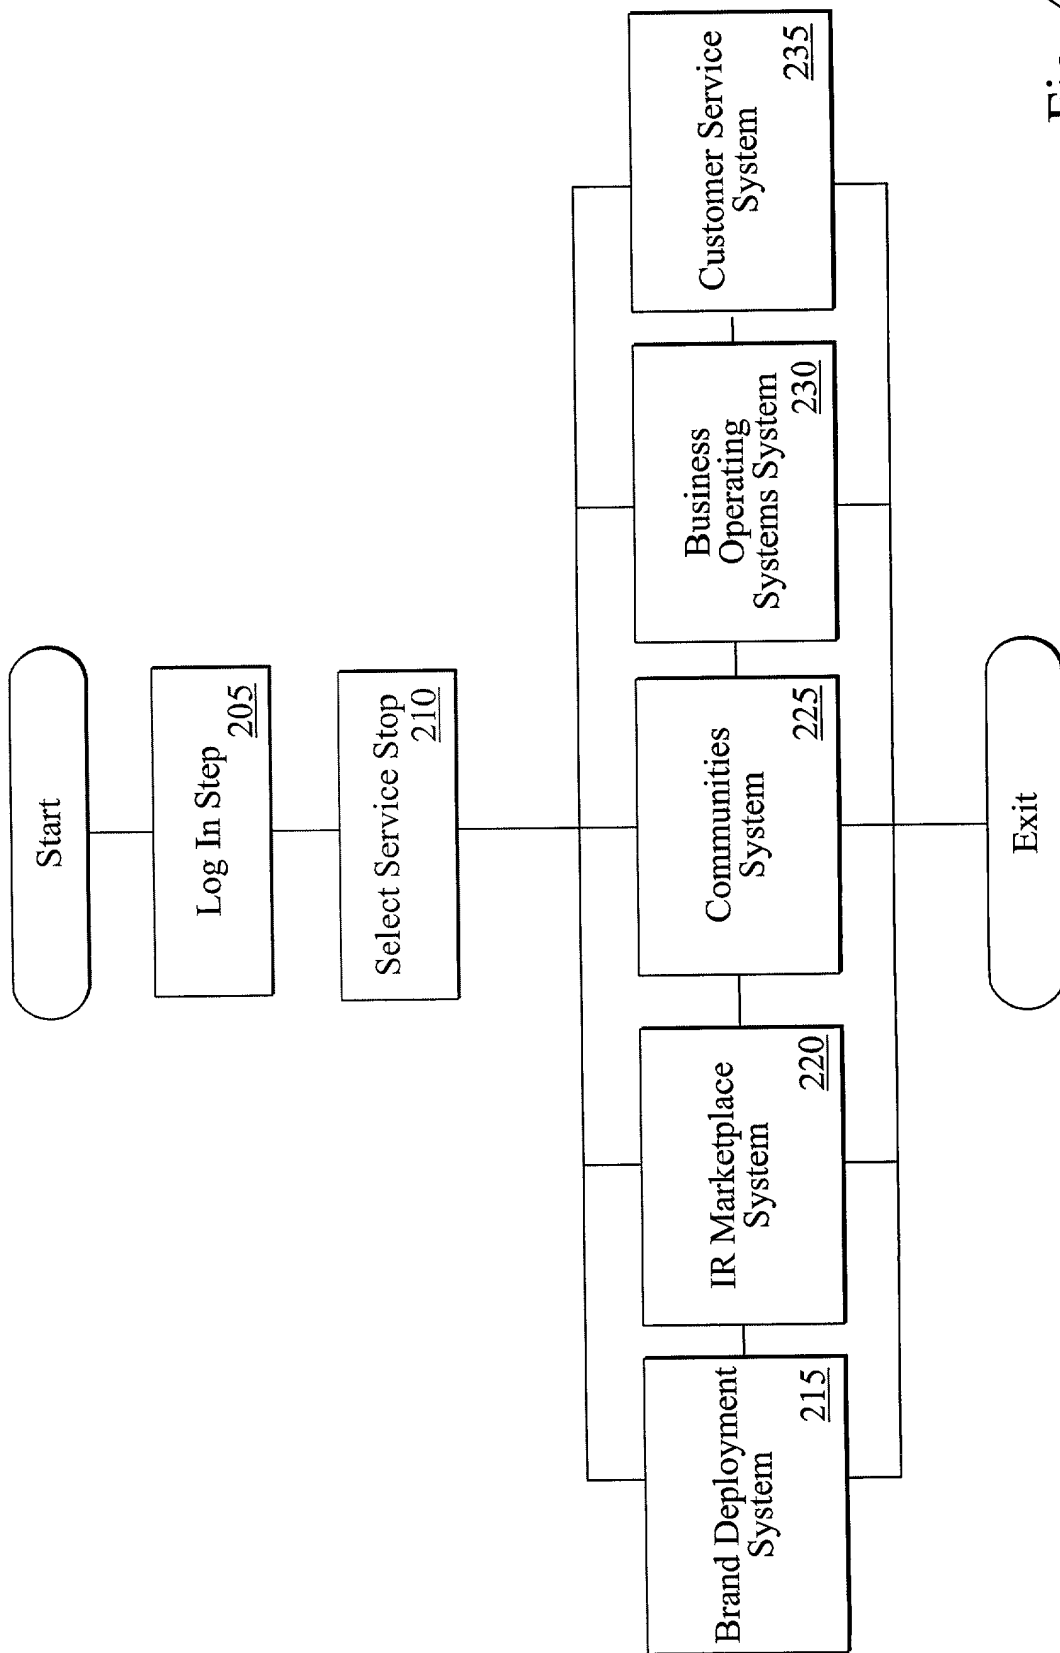 Start
Log In Step
205
Select Service Stop
210
Brand Deployment
System
215
IR Marketplace
System
220
Communities
System
225
Business
Operating
Systems System
230
Customer Service
System
235
Exit